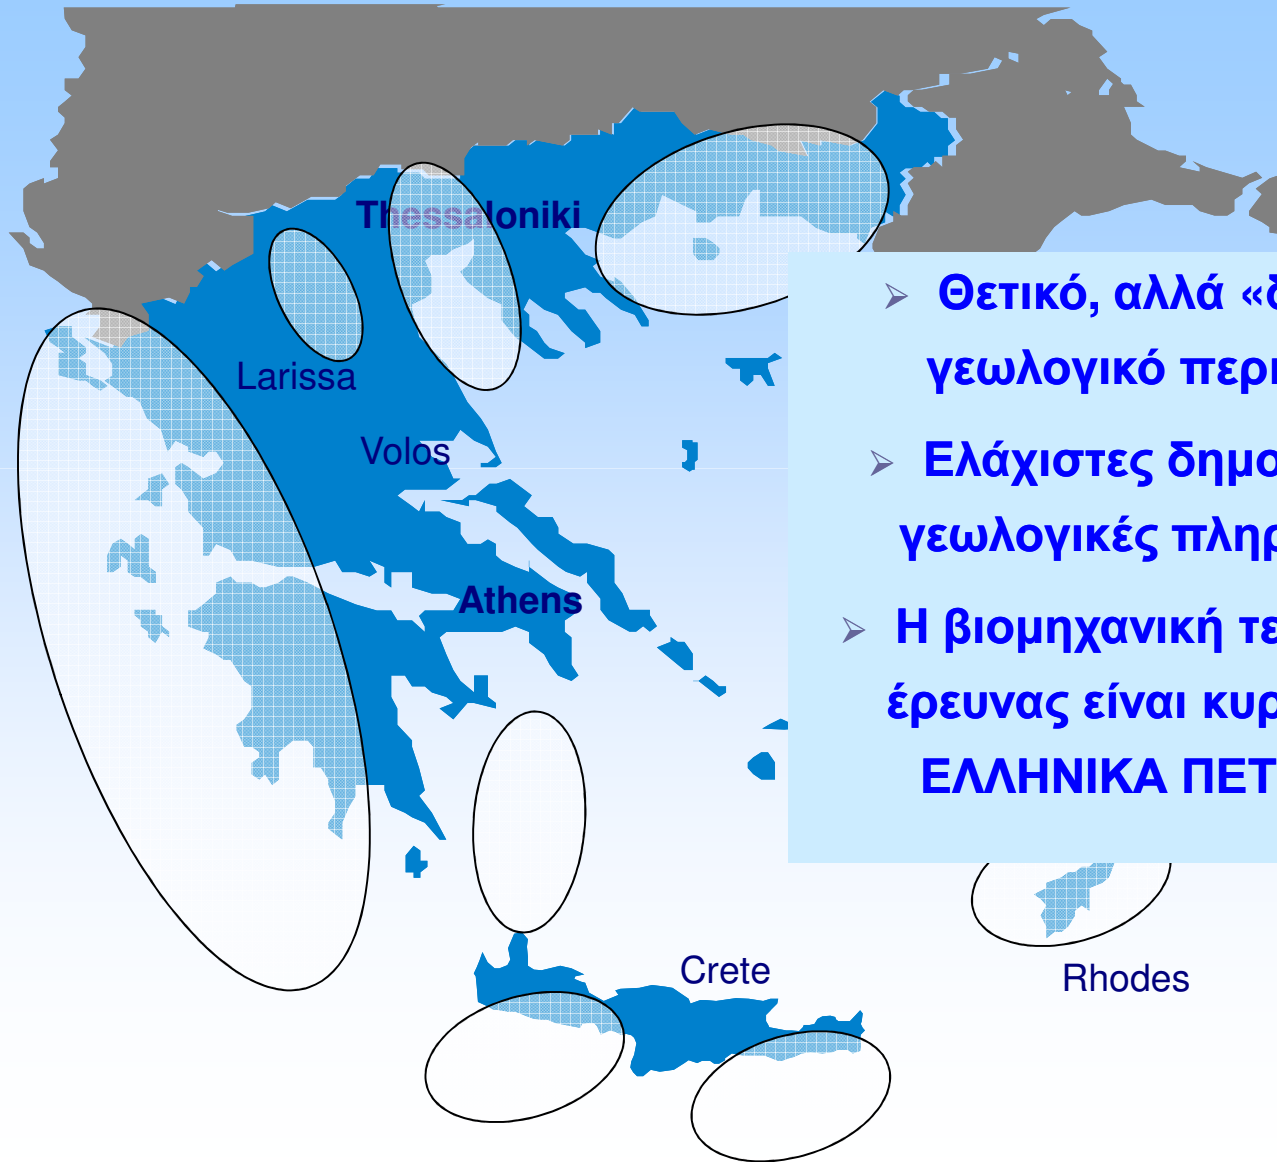 Thessaloniki
Larissa
Volos
Athens
Crete
Rhodes
➢ Θετικό, αλλά
γεωλογικό
➢ Ελάχιστες
γεωλογικές
➢ Η βιομηχανική
έρευνας είναι
ΕΛΛΗΝΙΚΑ